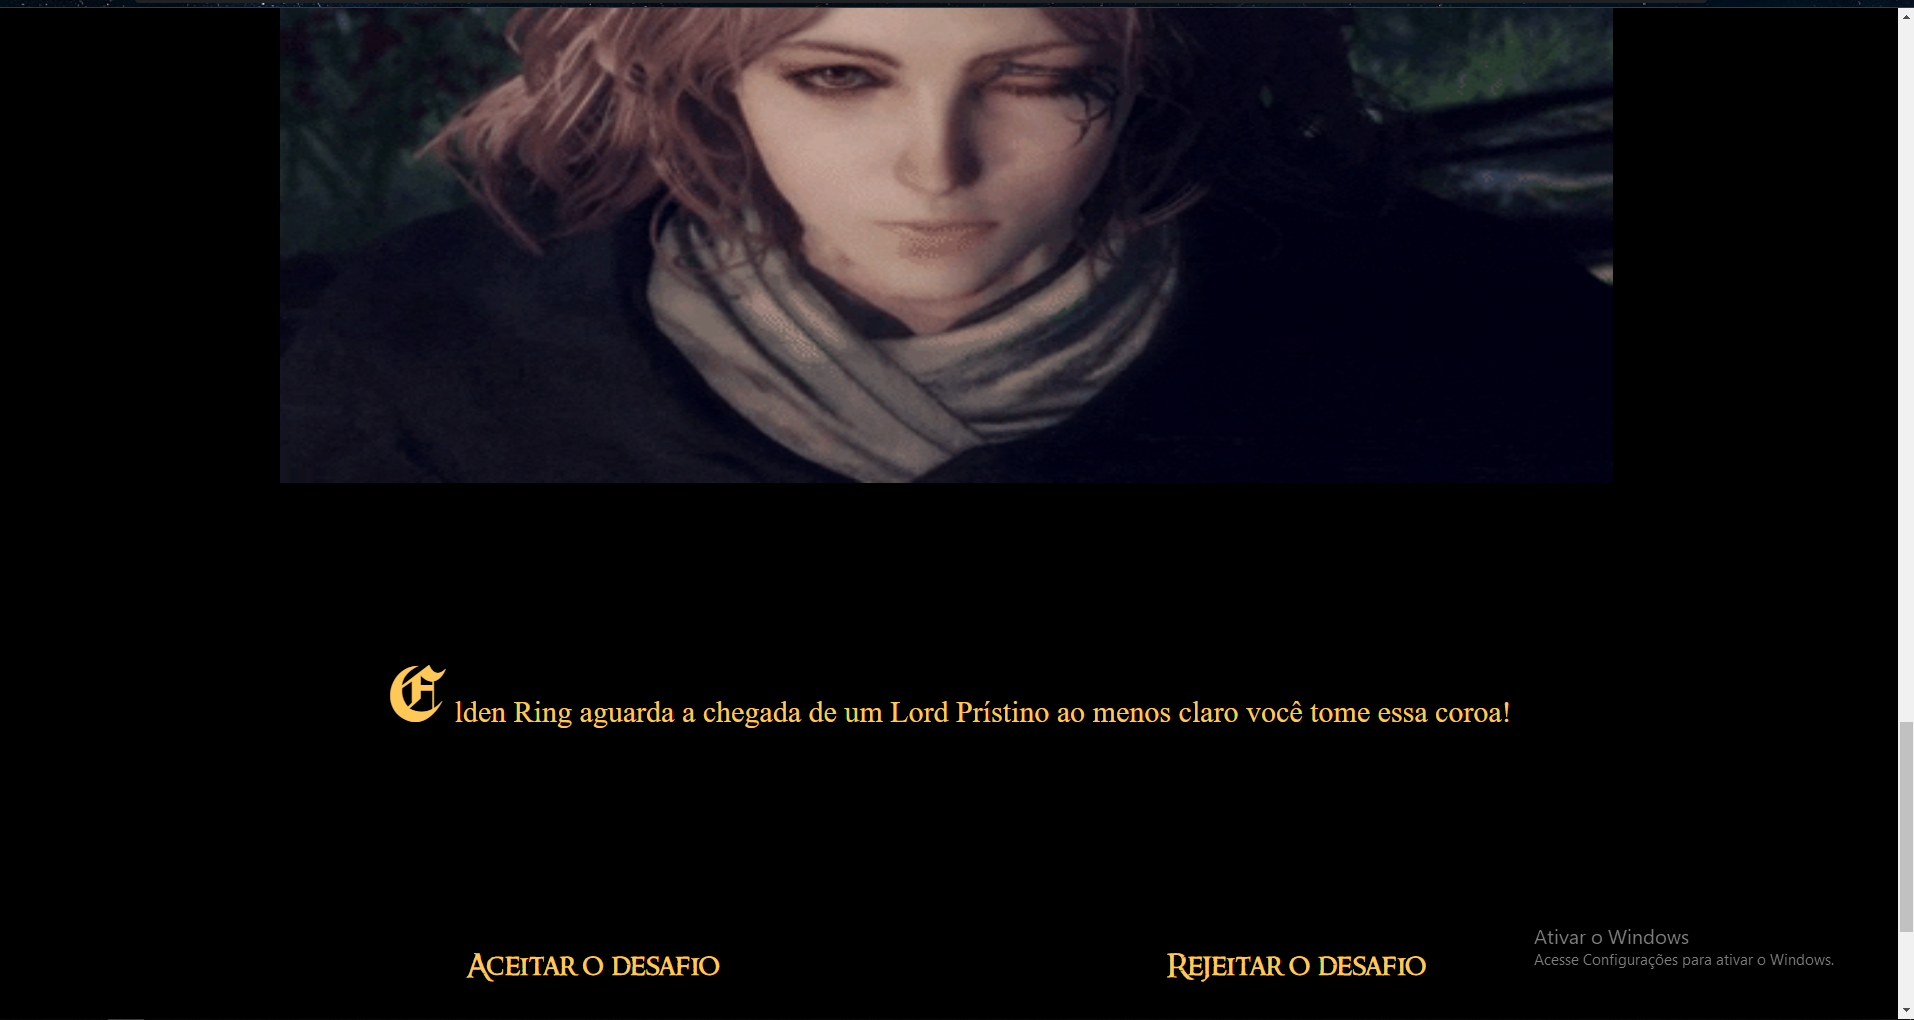 Elden Ring aguarda a chegada de um Lord Prístino ao menos claro você tome essa coroa!
Aceitar o desafio
Rejeitar o desafio
Ativar o Windows
Acesse Configurações para ativar o Windows.